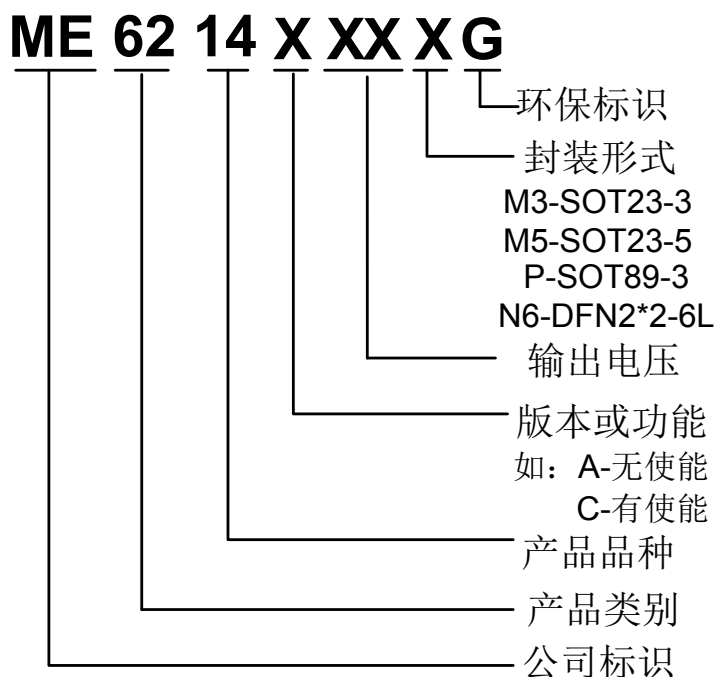 ME 62 14 X XX X G
环保标识
封装形式
M3-SOT23-3
M5-SOT23-5
P-SOT89-3
N6-DFN2*2-6L
输出电压
版本或功能
如：A-无使能
C-有使能
产品品种
产品类别
公司标识